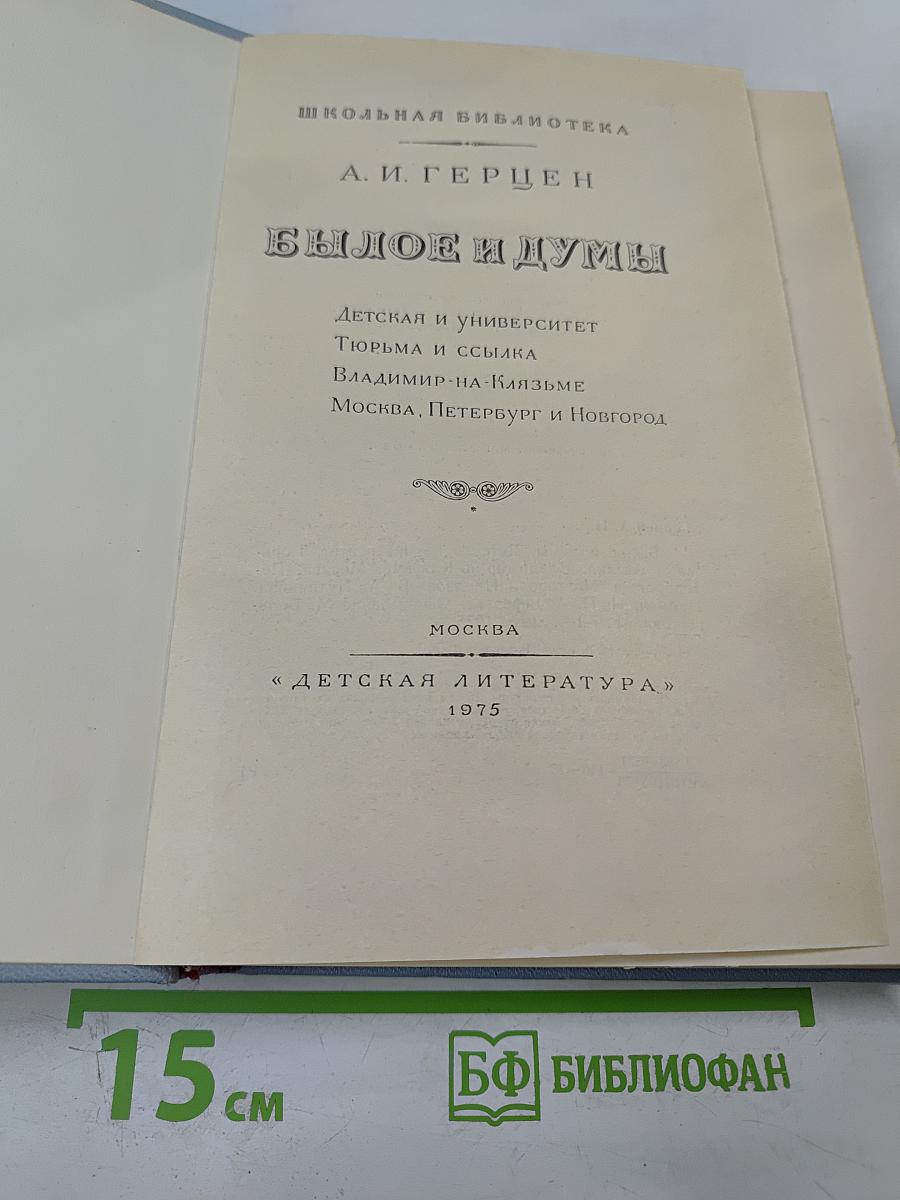 ШКОЛЬНАЯ БИБЛИОТЕКА
А. И. ГЕРЦЕН
БЫЛОЕ И ДУМЫ
Детская и университет
Тюрьма и ссылка
Владимир-на-Клязьме
Москва, Петербург и Новгород
МОСКВА
«ДЕТСКАЯ ЛИТЕРАТУРА»
1975
15 см
БФ БИБЛИОФАН